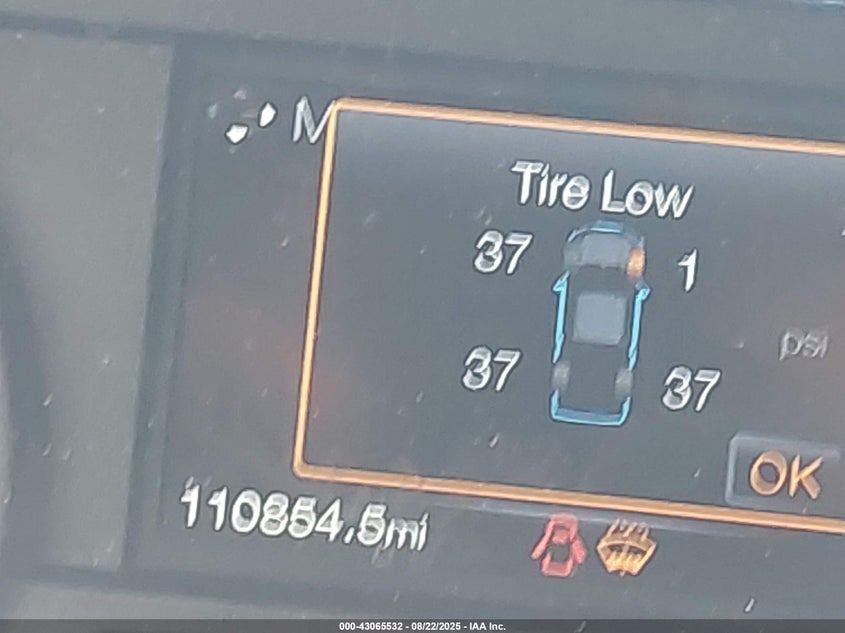 M
Tire Low
37 1
psi
37 37
OK
110854.5mi
000-43065532 - 08/22/2025 - IAA Inc.